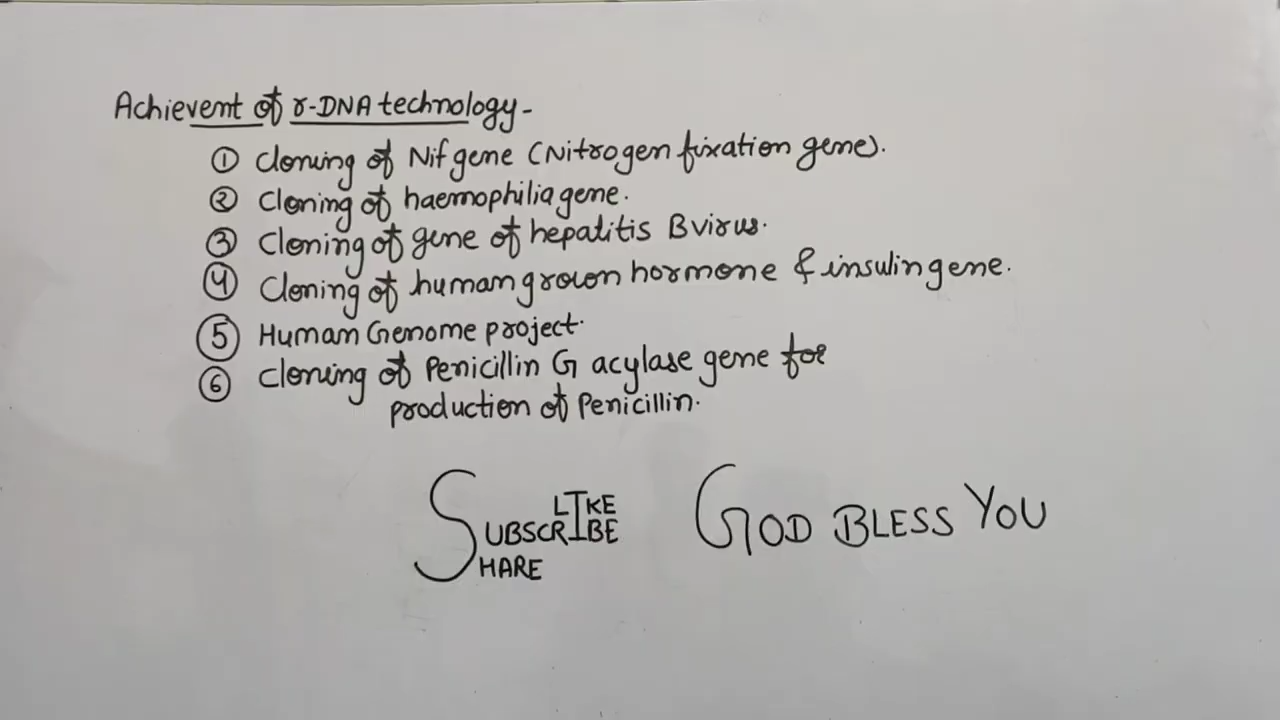 Achievent of r-DNA technology-
① Cloning of Nif gene (Nitrogen fixation gene).
② Cloning of haemophilia gene.
③ Cloning of gene of hepatitis B virus.
④ Cloning of human grown hormone & insulin gene.
⑤ Human Genome project.
⑥ Cloning of Penicillin G acylase gene for
production of Penicillin.
LIKE
SUBSCRIBE
SHARE
GOD BLESS YOU